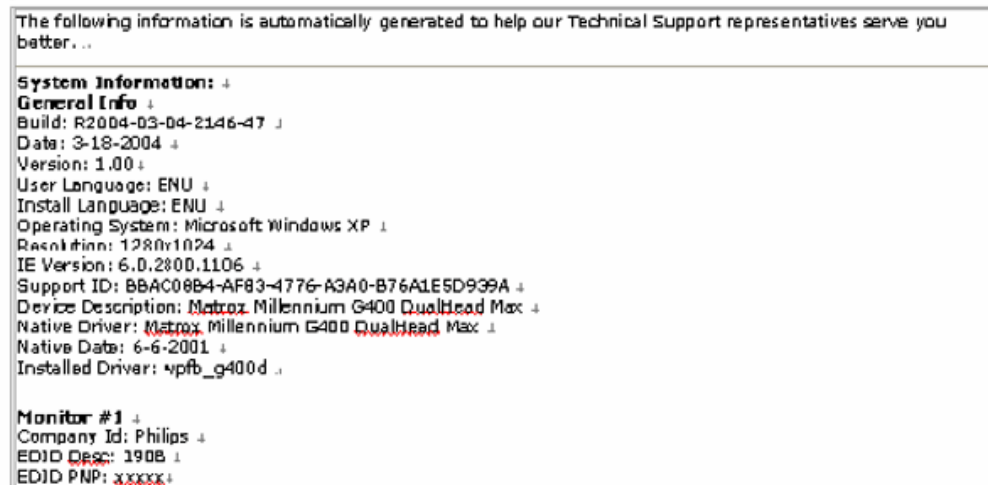 The following information is automatically generated to help our Technical Support representatives serve you
better. ..
System Information:
General Info
Build: R2004-03-04-2146-47
Date: 3-18-2004
Version: 1.00
User Language: ENU
Install Language: ENU
Operating System: Microsoft Windows XP
Resolution: 1280x1024
IE Version: 6.0.2800.1106
Support ID: BBAC08B4-AF83-4776-A3A0-B76A1E5D939A
Device Description: Matrox Millennium G400 DualHead Max
Native Driver: Matrox Millennium G400 DualHead Max
Native Date: 6-6-2001
Installed Driver: vpfb_g400d
Monitor #1
Company Id: Philips
EDID Desc: 190B
EDID PNP: xxxxx